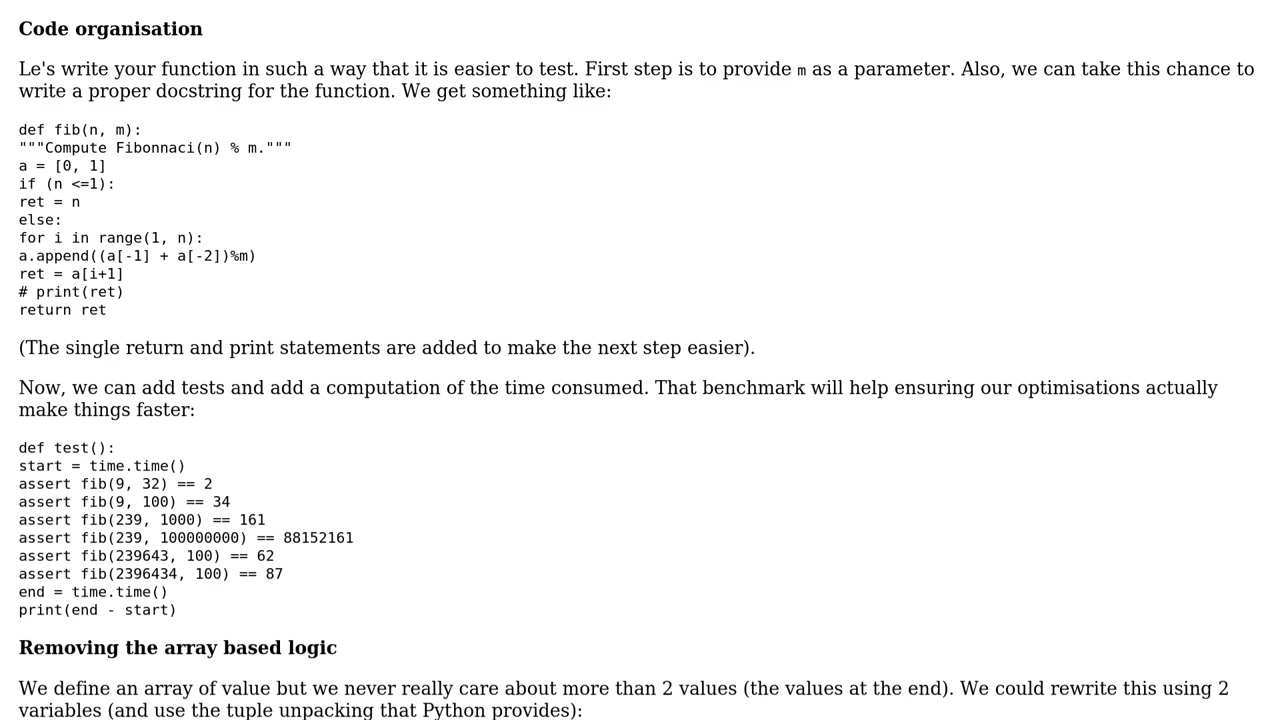 Code organisation
Le's write your function in such a way that it is easier to test. First step is to provide m as a parameter. Also, we can take this chance to
write a proper docstring for the function. We get something like:
def fib(n, m):
"""Compute Fibonnaci(n) % m."""
a = [0, 1]
if (n <=1):
ret = n
else:
for i in range(1, n):
a.append((a[-1] + a[-2])%m)
ret = a[i+1]
# print(ret)
return ret
(The single return and print statements are added to make the next step easier).
Now, we can add tests and add a computation of the time consumed. That benchmark will help ensuring our optimisations actually
make things faster:
def test():
start = time.time()
assert fib(9, 32) == 2
assert fib(9, 100) == 34
assert fib(239, 1000) == 161
assert fib(239, 100000000) == 88152161
assert fib(239643, 100) == 62
assert fib(2396434, 100) == 87
end = time.time()
print(end - start)
Removing the array based logic
We define an array of value but we never really care about more than 2 values (the values at the end). We could rewrite this using 2
variables (and use the tuple unpacking that Python provides):